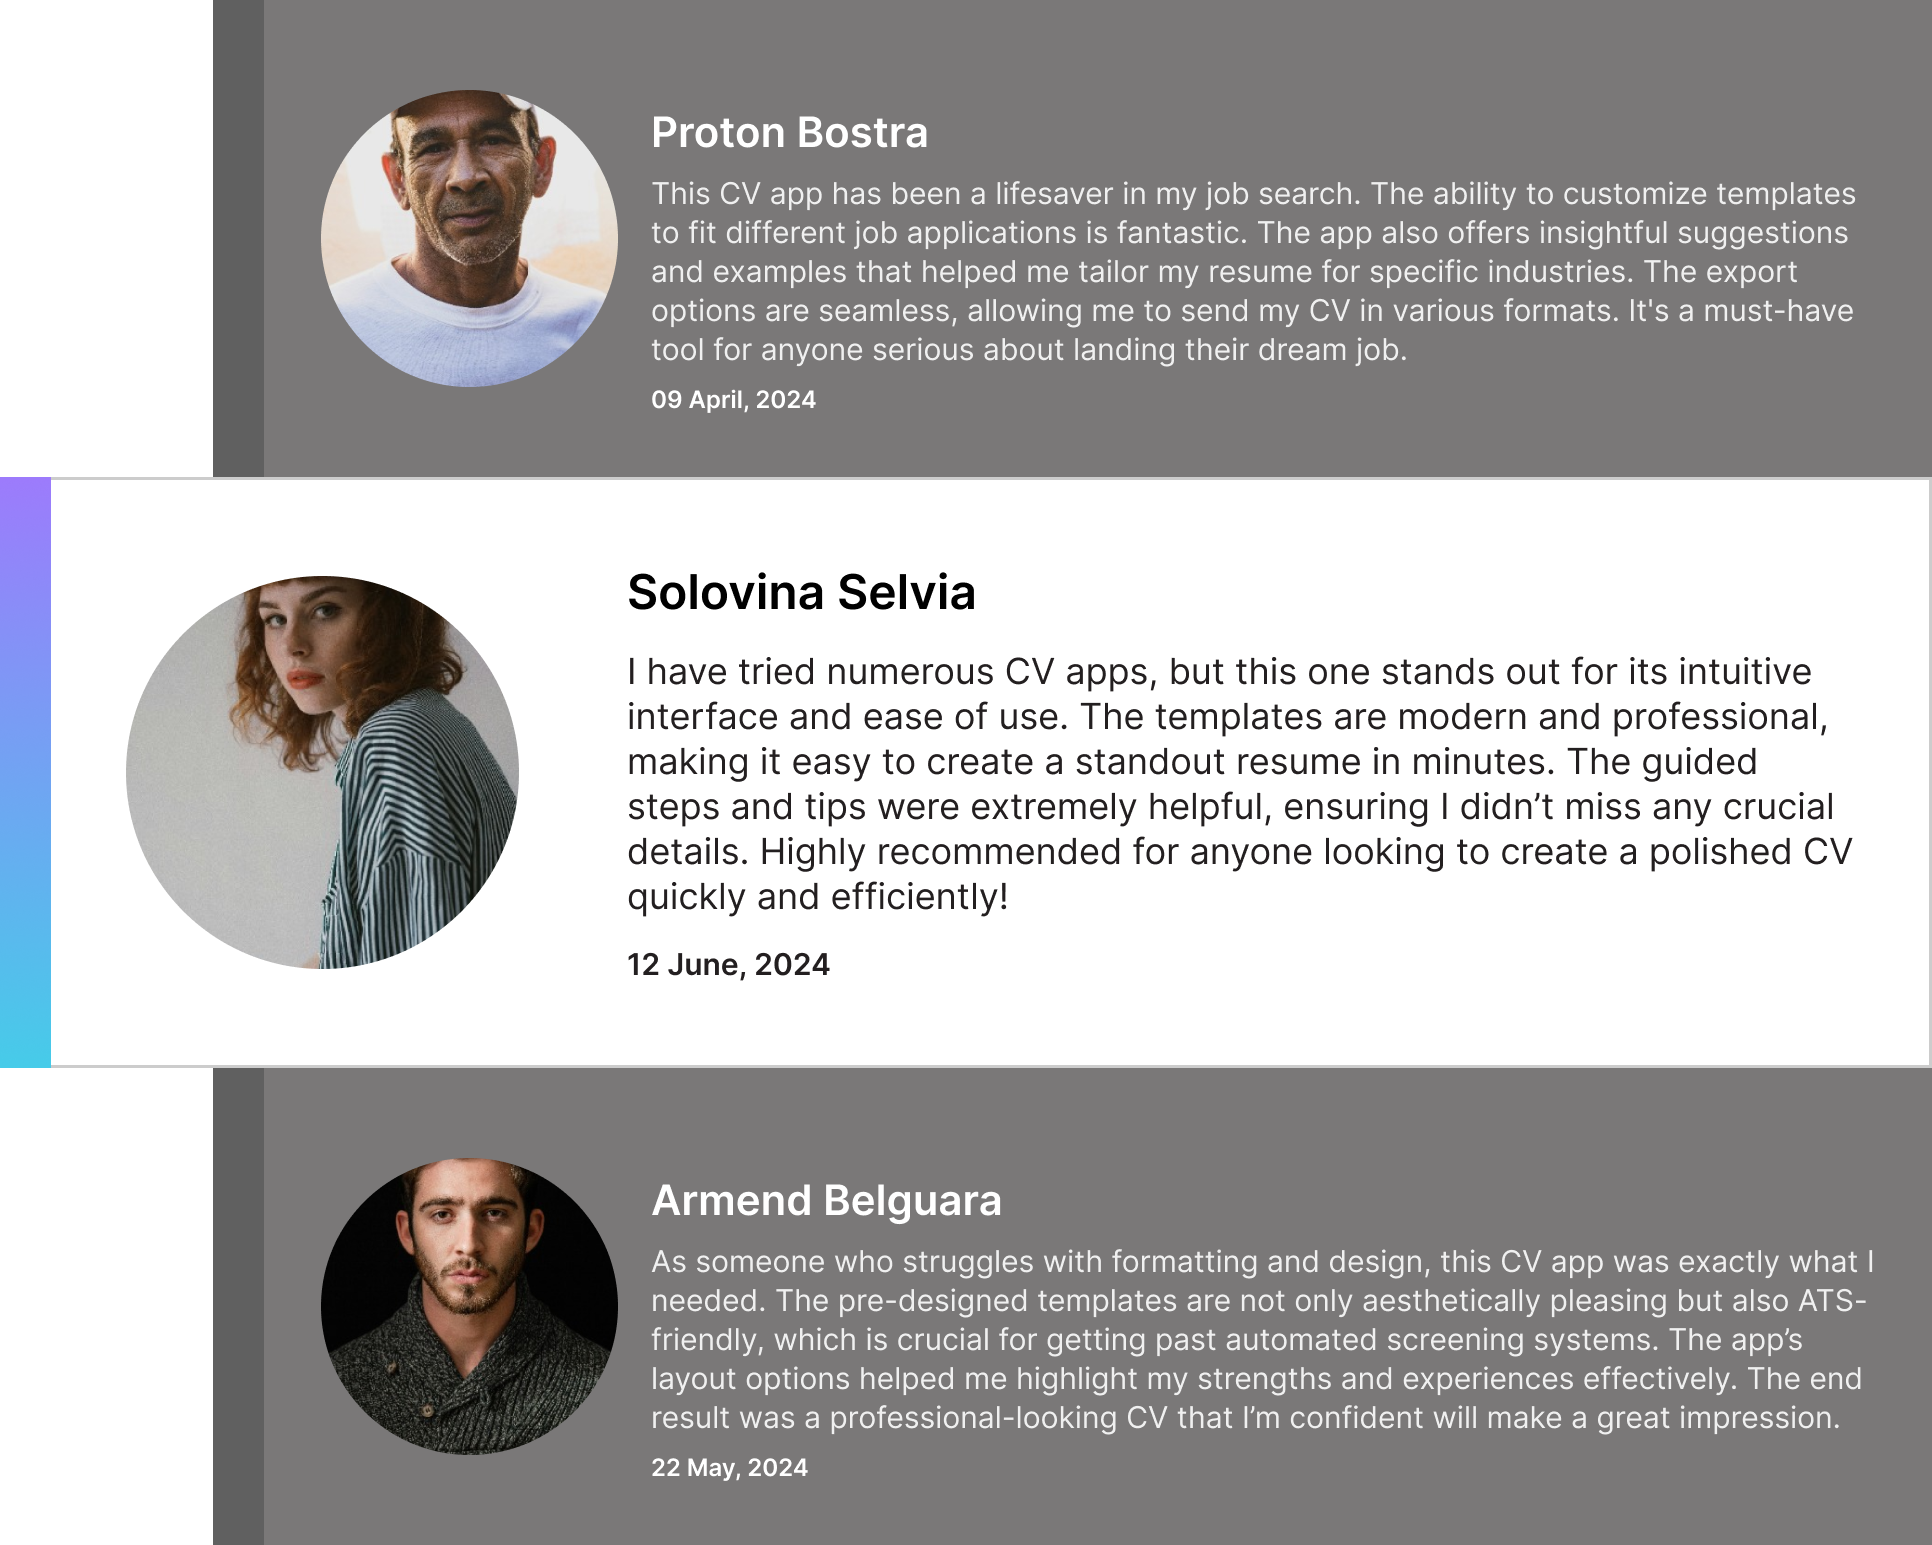 Proton Bostra
This CV app has been a lifesaver in my job search. The ability to customize templates
to fit different job applications is fantastic. The app also offers insightful suggestions
and examples that helped me tailor my resume for specific industries. The export
options are seamless, allowing me to send my CV in various formats. It's a must-have
tool for anyone serious about landing their dream job.
09 April, 2024
Solovina Selvia
I have tried numerous CV apps, but this one stands out for its intuitive
interface and ease of use. The templates are modern and professional,
making it easy to create a standout resume in minutes. The guided
steps and tips were extremely helpful, ensuring I didn’t miss any crucial
details. Highly recommended for anyone looking to create a polished CV
quickly and efficiently!
12 June, 2024
Armend Belguara
As someone who struggles with formatting and design, this CV app was exactly what I
needed. The pre-designed templates are not only aesthetically pleasing but also ATS-
friendly, which is crucial for getting past automated screening systems. The app’s
layout options helped me highlight my strengths and experiences effectively. The end
result was a professional-looking CV that I’m confident will make a great impression.
22 May, 2024